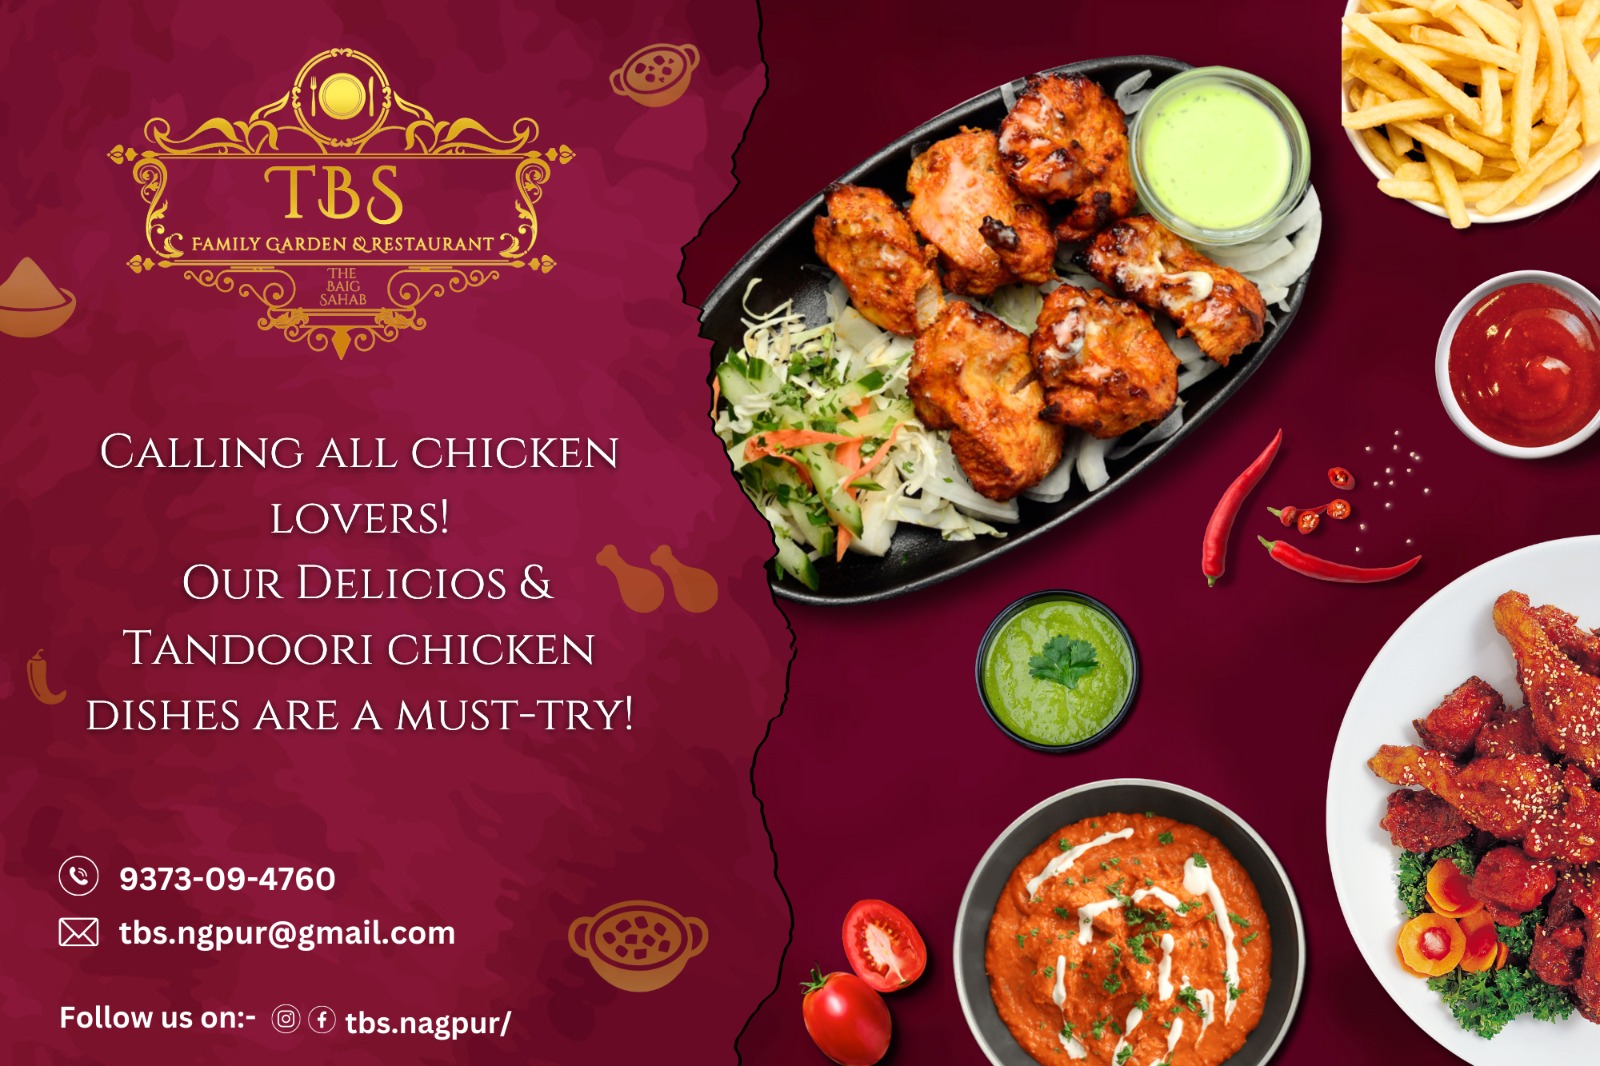 TBS
FAMILY GARDEN & RESTAURANT
THE
BAIG
SAHAB
CALLING ALL CHICKEN
LOVERS!
OUR DELICIOS &
TANDOORI CHICKEN
DISHES ARE A MUST-TRY!
9373-09-4760
tbs.ngpur@gmail.com
Follow us on:- tbs.nagpur/